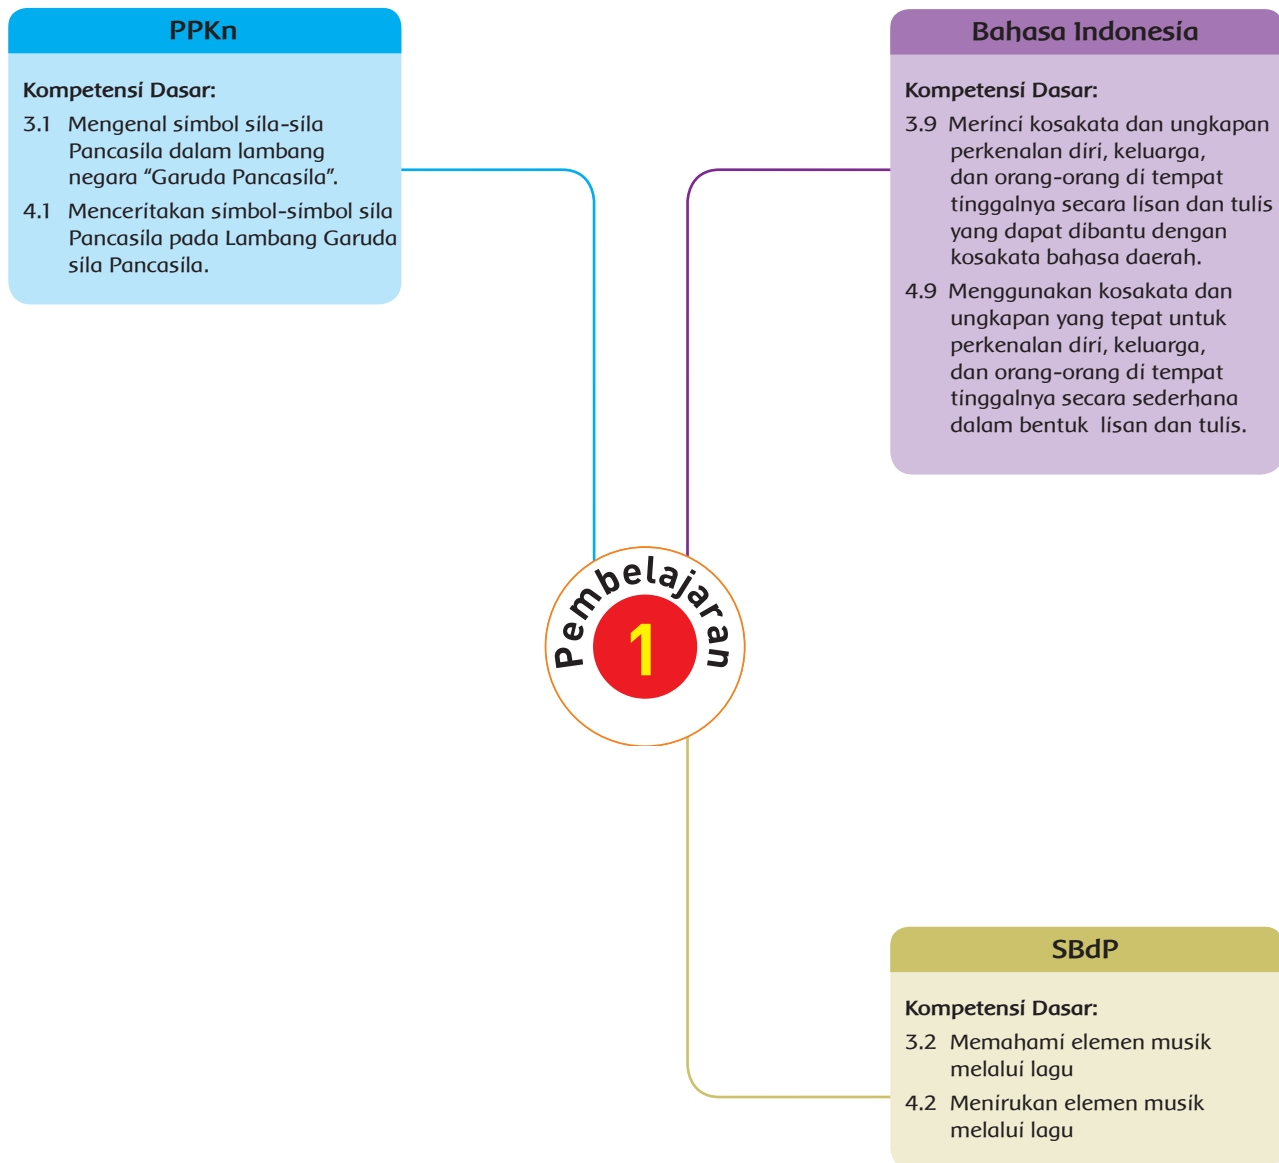 PPKn
Kompetensi Dasar:
3.1 Mengenal simbol sila-sila
Pancasila dalam lambang
negara “Garuda Pancasila”.
4.1 Menceritakan simbol-simbol sila
Pancasila pada Lambang Garuda
sila Pancasila.
Bahasa Indonesia
Kompetensi Dasar:
3.9 Merinci kosakata dan ungkapan
perkenalan diri, keluarga,
dan orang-orang di tempat
tinggalnya secara lisan dan tulis
yang dapat dibantu dengan
kosakata bahasa daerah.
4.9 Menggunakan kosakata dan
ungkapan yang tepat untuk
perkenalan diri, keluarga,
dan orang-orang di tempat
tinggalnya secara sederhana
dalam bentuk lisan dan tulis.
Pembelajaran
1
SBdP
Kompetensi Dasar:
3.2 Memahami elemen musik
melalui lagu
4.2 Menirukan elemen musik
melalui lagu